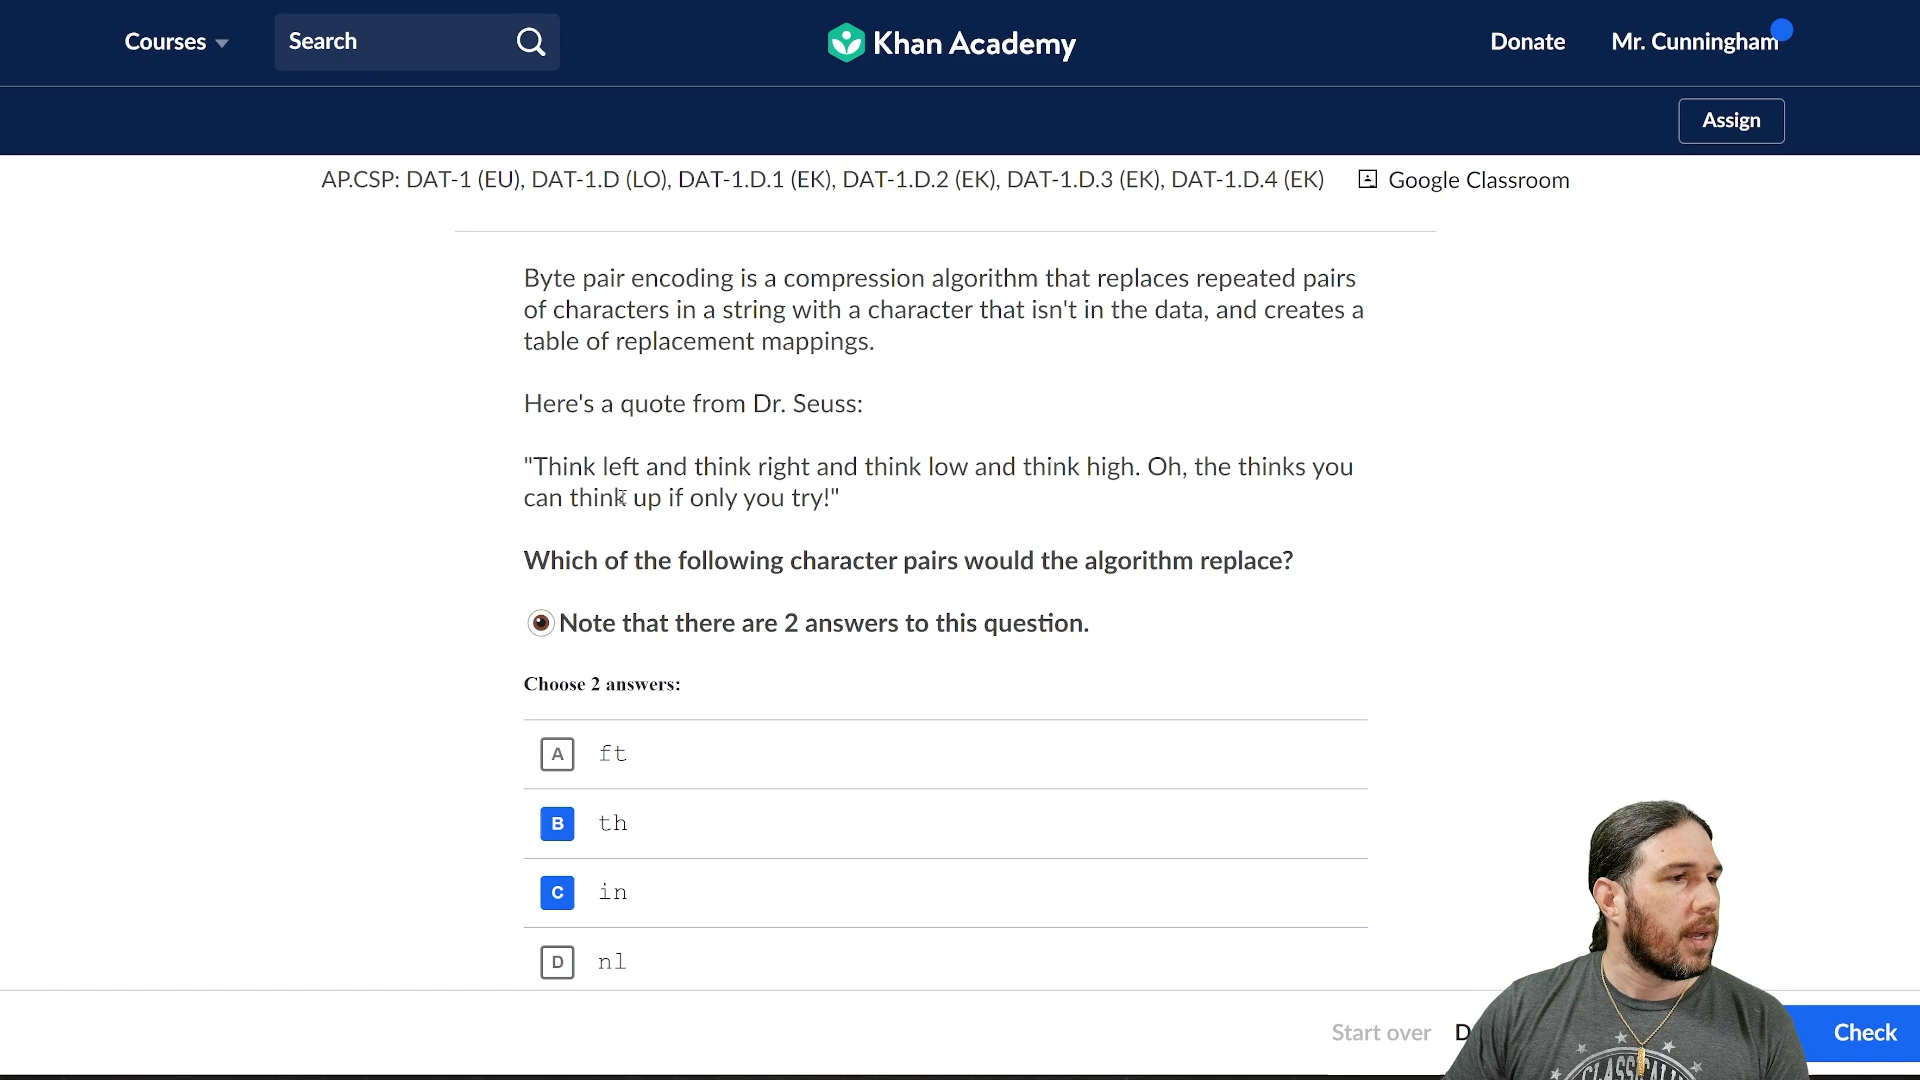 Courses
Search
Khan Academy
Donate
Mr. Cunningham
Assign
AP.CSP: DAT-1 (EU), DAT-1.D (LO), DAT-1.D.1 (EK), DAT-1.D.2 (EK), DAT-1.D.3 (EK), DAT-1.D.4 (EK)
Google Classroom
Byte pair encoding is a compression algorithm that replaces repeated pairs
of characters in a string with a character that isn't in the data, and creates a
table of replacement mappings.
Here's a quote from Dr. Seuss:
"Think left and think right and think low and think high. Oh, the thinks you
can think up if only you try!"
Which of the following character pairs would the algorithm replace?
Note that there are 2 answers to this question.
Choose 2 answers:
A ft
B th
C in
D nl
Start over
Check